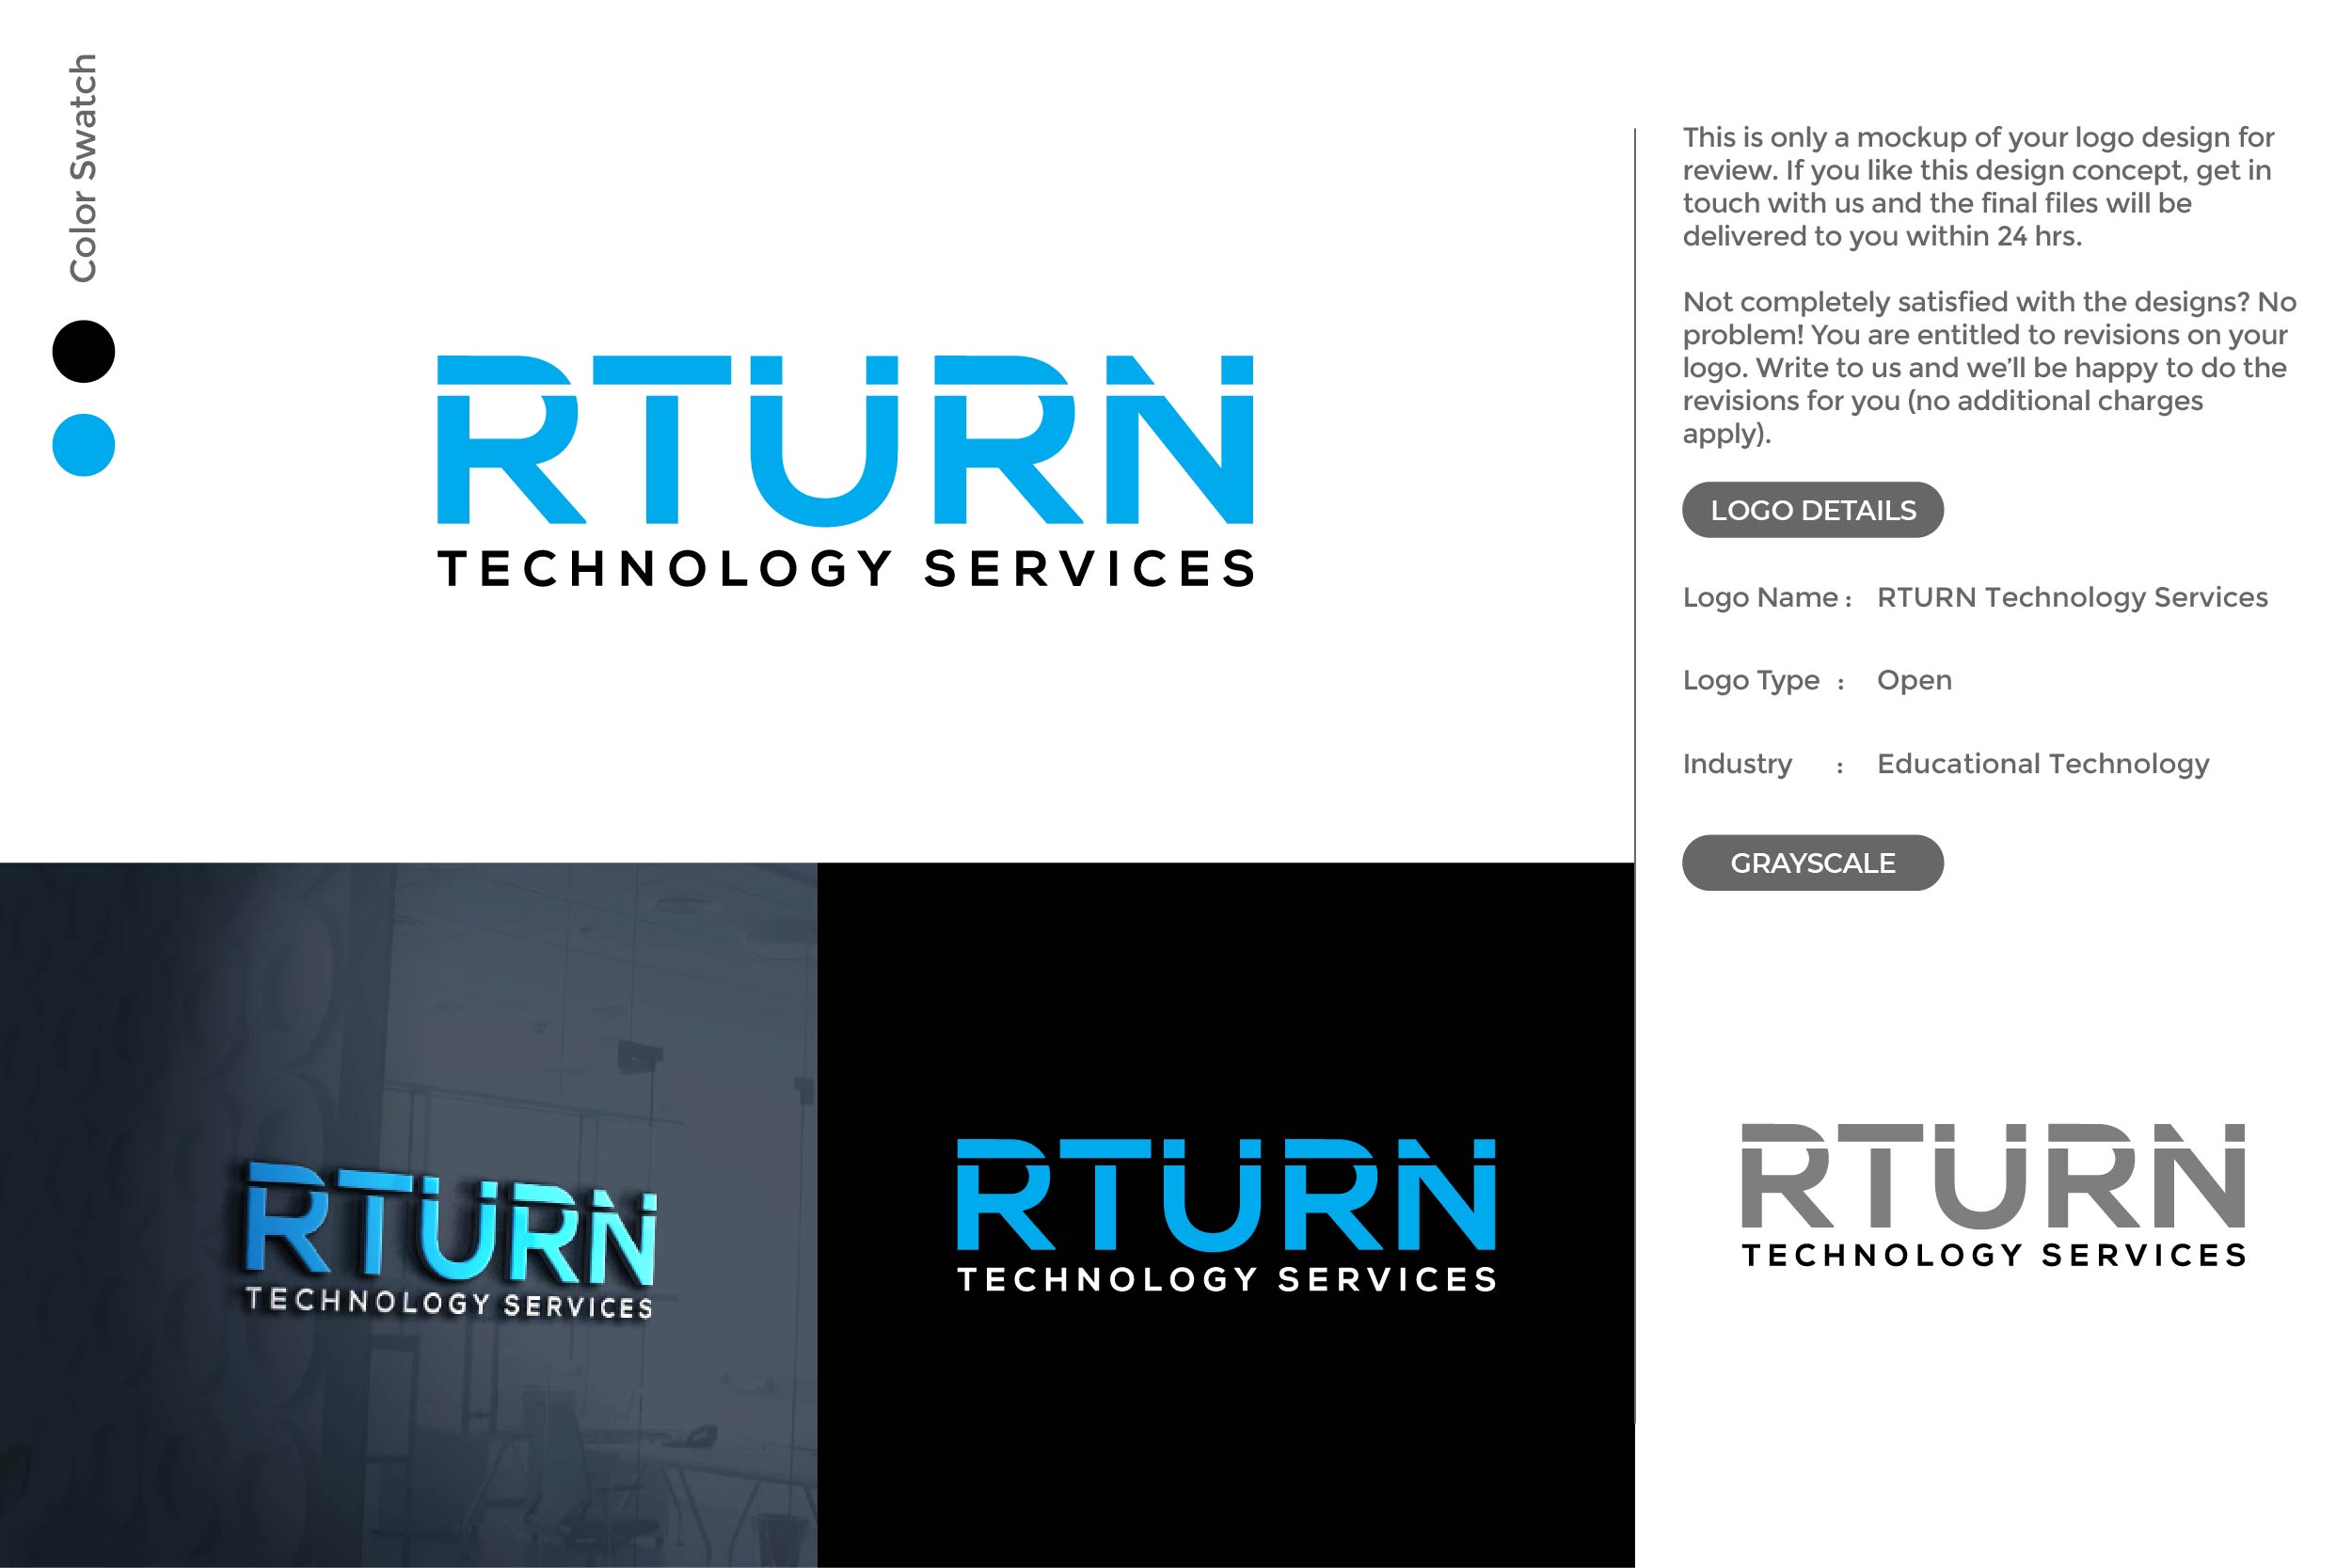 Color Swatch
RTURN
TECHNOLOGY SERVICES
This is only a mockup of your logo design for
review. If you like this design concept, get in
touch with us and the final files will be
delivered to you within 24 hrs.
Not completely satisfied with the designs? No
problem! You are entitled to revisions on your
logo. Write to us and we’ll be happy to do the
revisions for you (no additional charges
apply).
LOGO DETAILS
Logo Name : RTURN Technology Services
Logo Type : Open
Industry : Educational Technology
GRAYSCALE
RTURN
TECHNOLOGY SERVICES
RTURN
TECHNOLOGY SERVICES
RTURN
TECHNOLOGY SERVICES